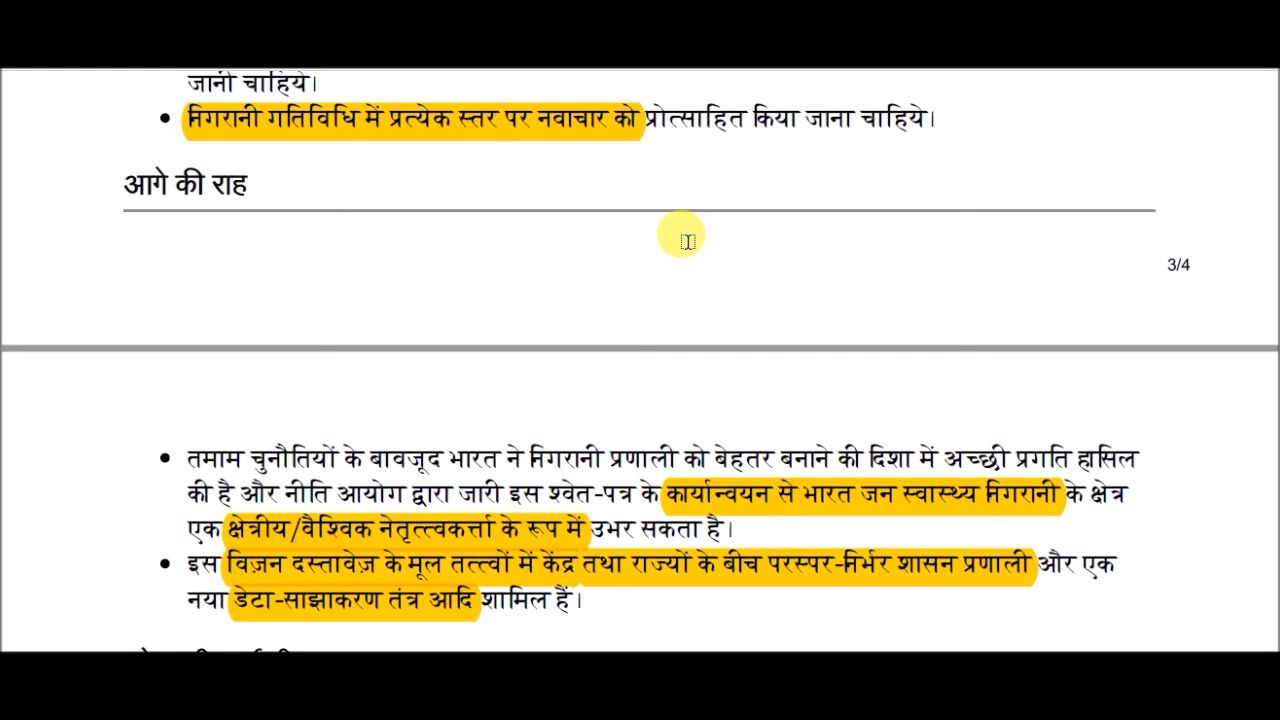 जानी चाहिये।
• निगरानी गतिविधि में प्रत्येक स्तर पर नवाचार को प्रोत्साहित किया जाना चाहिये।
आगे की राह
3/4
• तमाम चुनौतियों के बावजूद भारत ने निगरानी प्रणाली को बेहतर बनाने की दिशा में अच्छी प्रगति हासिल
की है और नीति आयोग द्वारा जारी इस श्वेत-पत्र के कार्यान्वयन से भारत जन स्वास्थ्य निगरानी के क्षेत्र
एक क्षेत्रीय/वैश्विक नेतृत्त्वकर्त्ता के रूप में उभर सकता है।
• इस विज़न दस्तावेज़ के मूल तत्त्वों में केंद्र तथा राज्यों के बीच परस्पर-निर्भर शासन प्रणाली और एक
नया डेटा-साझाकरण तंत्र आदि शामिल हैं।